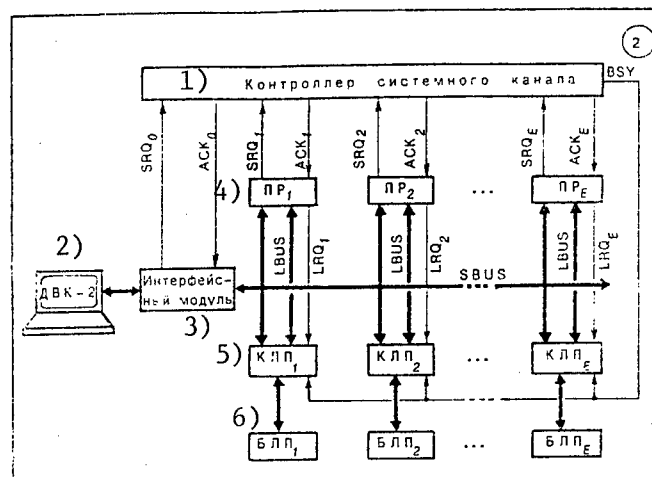 2
BSY
1) Контроллер системного канала
SRQ0 ACK0 SRQ1 ACK1 SRQ2 ACK2 SRQE ACKE
4) ПР1 ПР2 ... ПРE
LBUS LRQ1 LBUS LRQ2 LBUS LRQE
SBUS
2) ДВК-2
Интерфейс-
ный модуль
3)
5) КЛП1 КЛП2 ... КЛПE
6) БЛП1 БЛП2 ... БЛПE